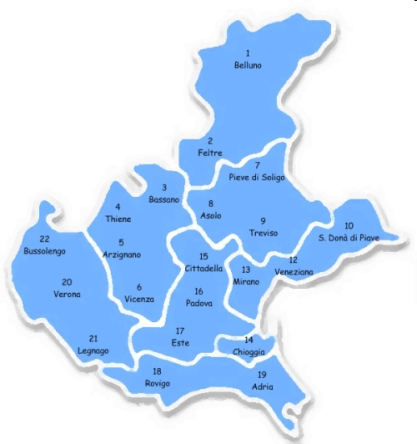 1
Belluno
2
Feltre
7
Pieve di Soligo
3
Bassano
8
Asolo
4
Thiene
9
Treviso
10
S. Donà di Piave
22
Bussolengo
5
Arzignano
15
Cittadella
13
Mirano
12
Veneziana
20
Verona
6
Vicenza
16
Padova
21
Legnago
17
Este
14
Chioggia
18
Rovigo
19
Adria